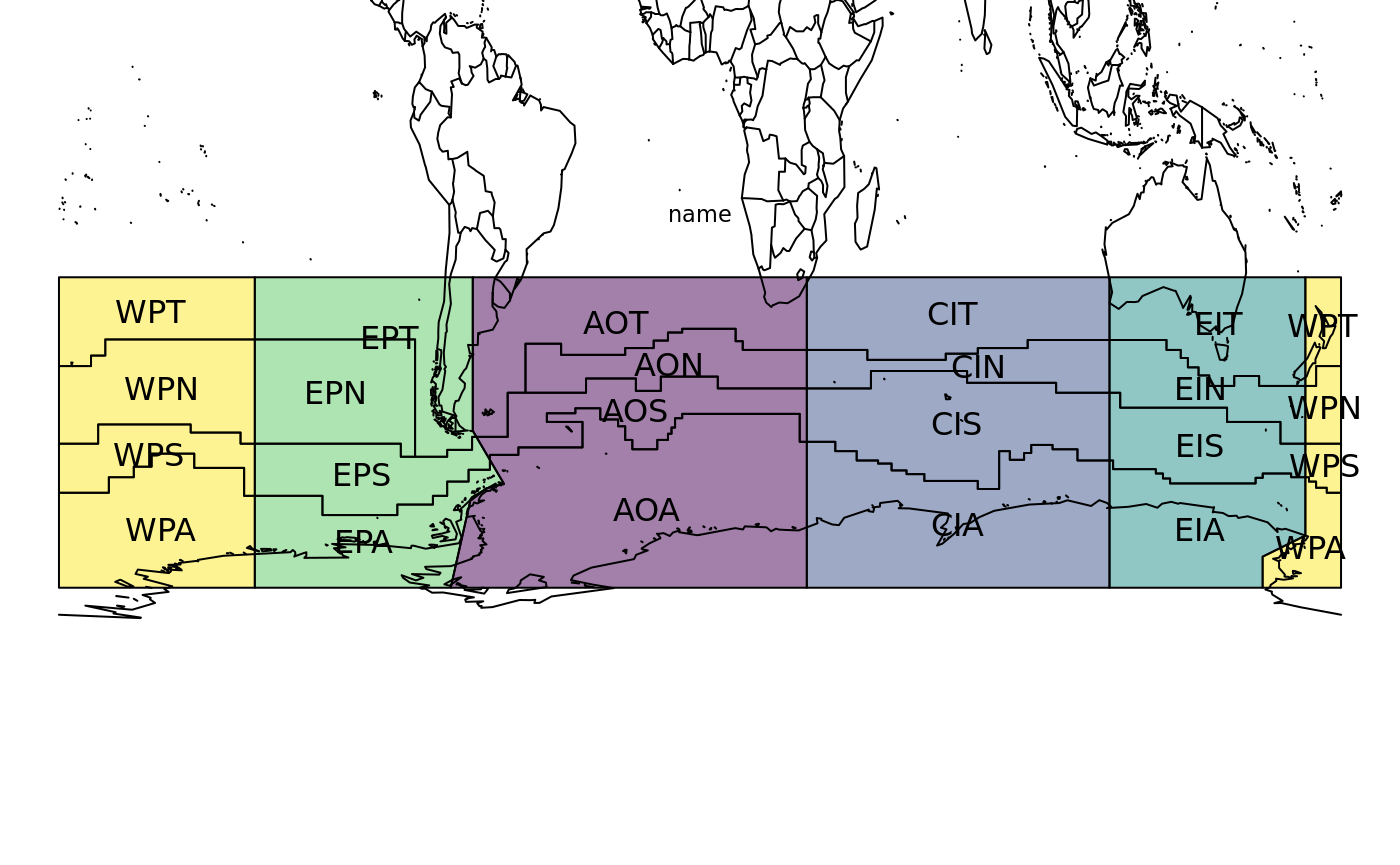 name
WPT
EPT
AOT
CIT
EIT
WPT
WPN
EPN
AON
CIN
EIN
WPN
WPS
EPS
AOS
CIS
EIS
WPS
WPA
EPA
AOA
CIA
EIA
WPA